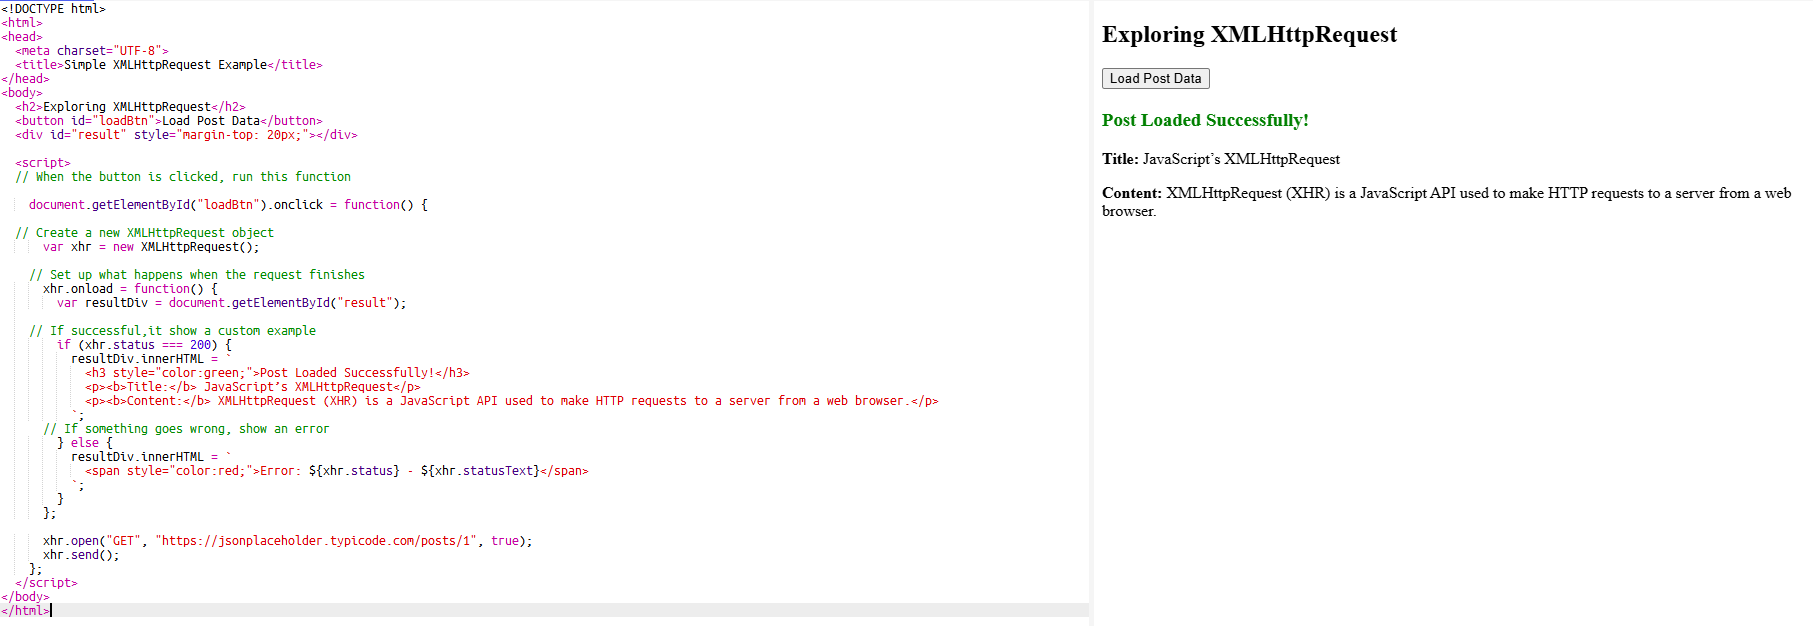 <!DOCTYPE html>
<html>
<head>
  <meta charset="UTF-8">
  <title>Simple XMLHttpRequest Example</title>
</head>
<body>
  <h2>Exploring XMLHttpRequest</h2>
  <button id="loadBtn">Load Post Data</button>
  <div id="result" style="margin-top: 20px;"></div>

  <script>
  // When the button is clicked, run this function

    document.getElementById("loadBtn").onclick = function() {

  // Create a new XMLHttpRequest object
      var xhr = new XMLHttpRequest();

    // Set up what happens when the request finishes
      xhr.onload = function() {
        var resultDiv = document.getElementById("result");

    // If successful,it show a custom example
        if (xhr.status === 200) {
          resultDiv.innerHTML = `
            <h3 style="color:green;">Post Loaded Successfully!</h3>
            <p><b>Title:</b> JavaScript’s XMLHttpRequest</p>
            <p><b>Content:</b> XMLHttpRequest (XHR) is a JavaScript API used to make HTTP requests to a server from a web browser.</p>
          `;
      // If something goes wrong, show an error
        } else {
          resultDiv.innerHTML = `
            <span style="color:red;">Error: ${xhr.status} - ${xhr.statusText}</span>
          `;
        }
      };

      xhr.open("GET", "https://jsonplaceholder.typicode.com/posts/1", true);
      xhr.send();
    };
  </script>
</body>
</html>
Exploring XMLHttpRequest
Load Post Data
Post Loaded Successfully!
Title: JavaScript’s XMLHttpRequest
Content: XMLHttpRequest (XHR) is a JavaScript API used to make HTTP requests to a server from a web
browser.